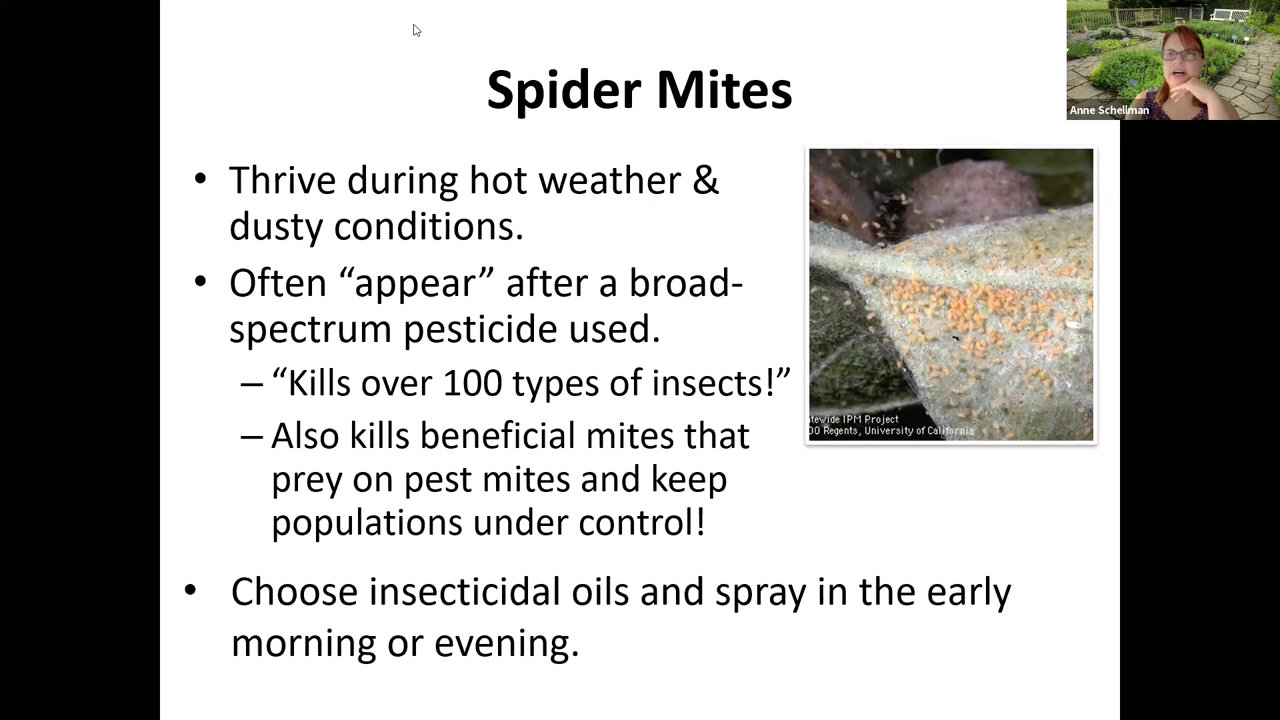 Spider Mites
Anne Schellman
• Thrive during hot weather &
dusty conditions.
• Often “appear” after a broad-
spectrum pesticide used.
– “Kills over 100 types of insects!”
– Also kills beneficial mites that
prey on pest mites and keep
populations under control!
tewide IPM Project
00 Regents, University of California
• Choose insecticidal oils and spray in the early
morning or evening.